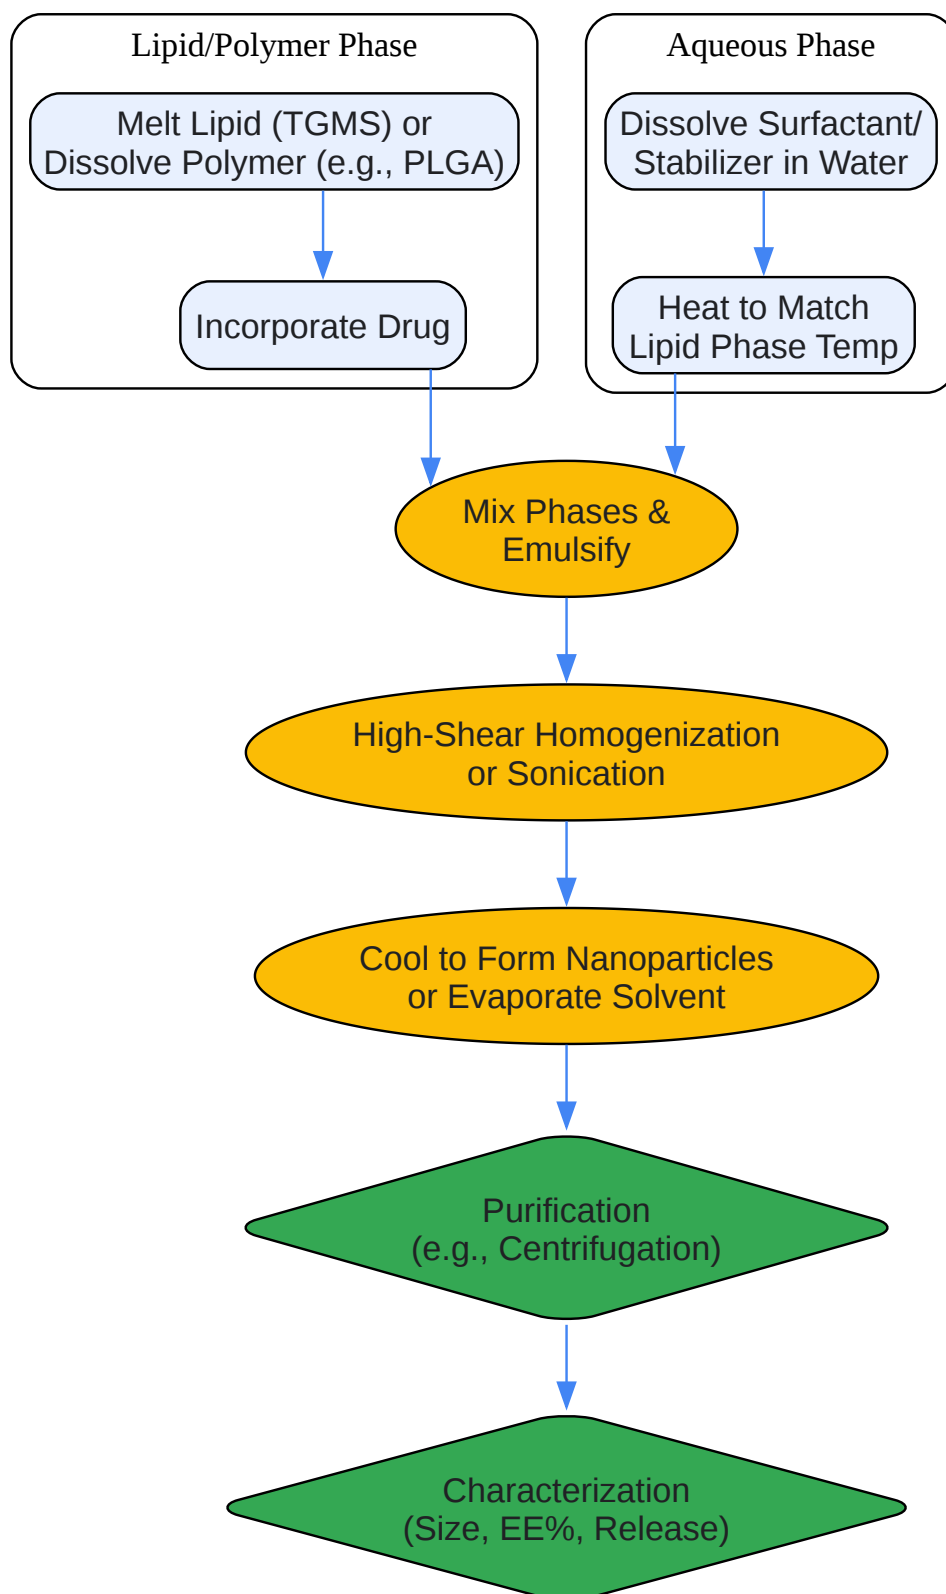 Lipid/Polymer Phase
Melt Lipid (TGMS) or
Dissolve Polymer (e.g., PLGA)
Incorporate Drug
Aqueous Phase
Dissolve Surfactant/
Stabilizer in Water
Heat to Match
Lipid Phase Temp
Mix Phases &
Emulsify
High-Shear Homogenization
or Sonication
Cool to Form Nanoparticles
or Evaporate Solvent
Purification
(e.g., Centrifugation)
Characterization
(Size, EE%, Release)